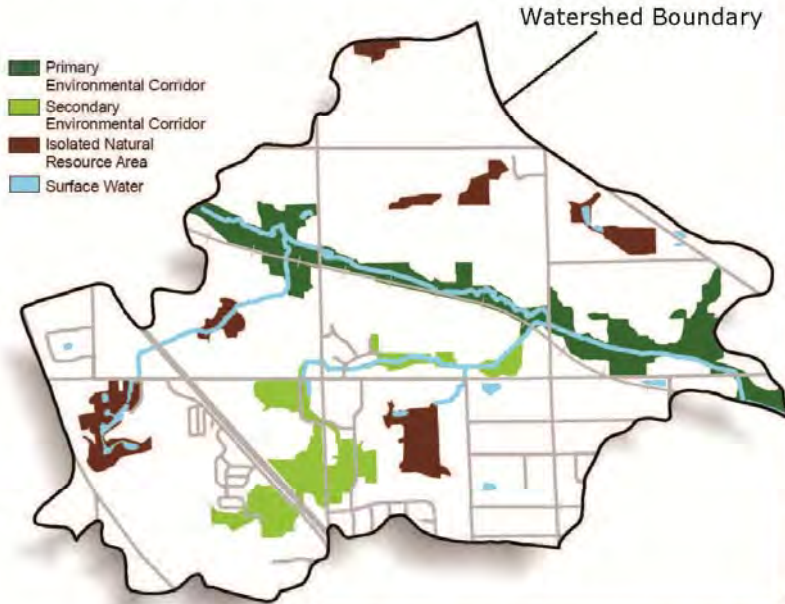 Watershed Boundary
Primary
Environmental Corridor
Secondary
Environmental Corridor
Isolated Natural
Resource Area
Surface Water